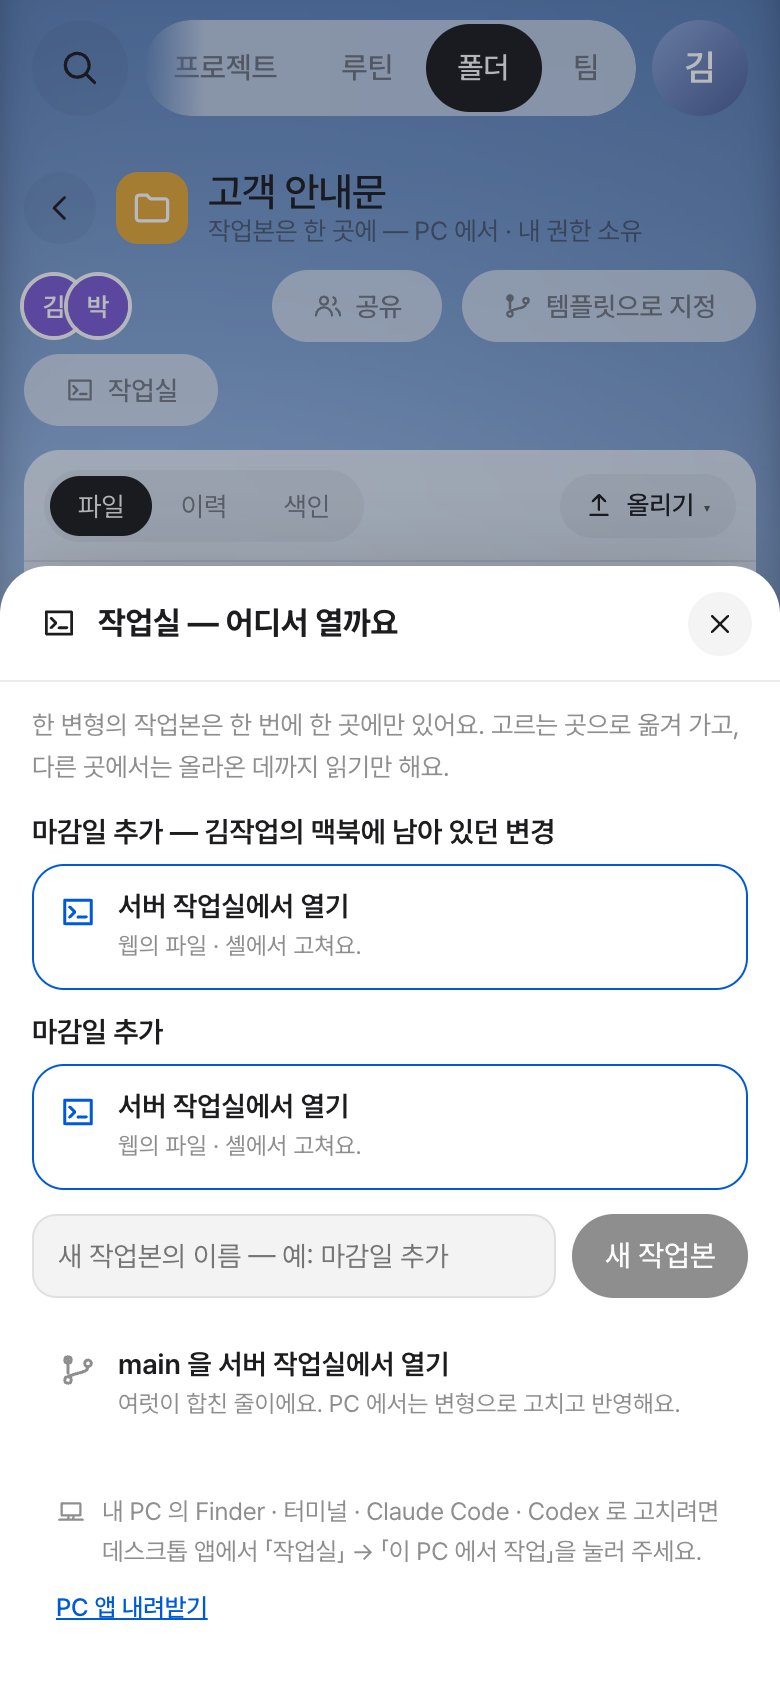 프로젝트 루틴 폴더 팀 김
고객 안내문
작업본은 한 곳에 — PC 에서 · 내 권한 소유
김 박 공유 템플릿으로 지정
작업실
파일 이력 색인 올리기
작업실 — 어디서 열까요
한 변형의 작업본은 한 번에 한 곳에만 있어요. 고르는 곳으로 옮겨 가고,
다른 곳에서는 올라온 데까지 읽기만 해요.
마감일 추가 — 김작업의 맥북에 남아 있던 변경
서버 작업실에서 열기
웹의 파일 · 셸에서 고쳐요.
마감일 추가
서버 작업실에서 열기
웹의 파일 · 셸에서 고쳐요.
새 작업본의 이름 — 예: 마감일 추가 새 작업본
main 을 서버 작업실에서 열기
여럿이 합친 줄이에요. PC 에서는 변형으로 고치고 반영해요.
내 PC 의 Finder · 터미널 · Claude Code · Codex 로 고치려면
데스크톱 앱에서 「작업실」 → 「이 PC 에서 작업」을 눌러 주세요.
PC 앱 내려받기